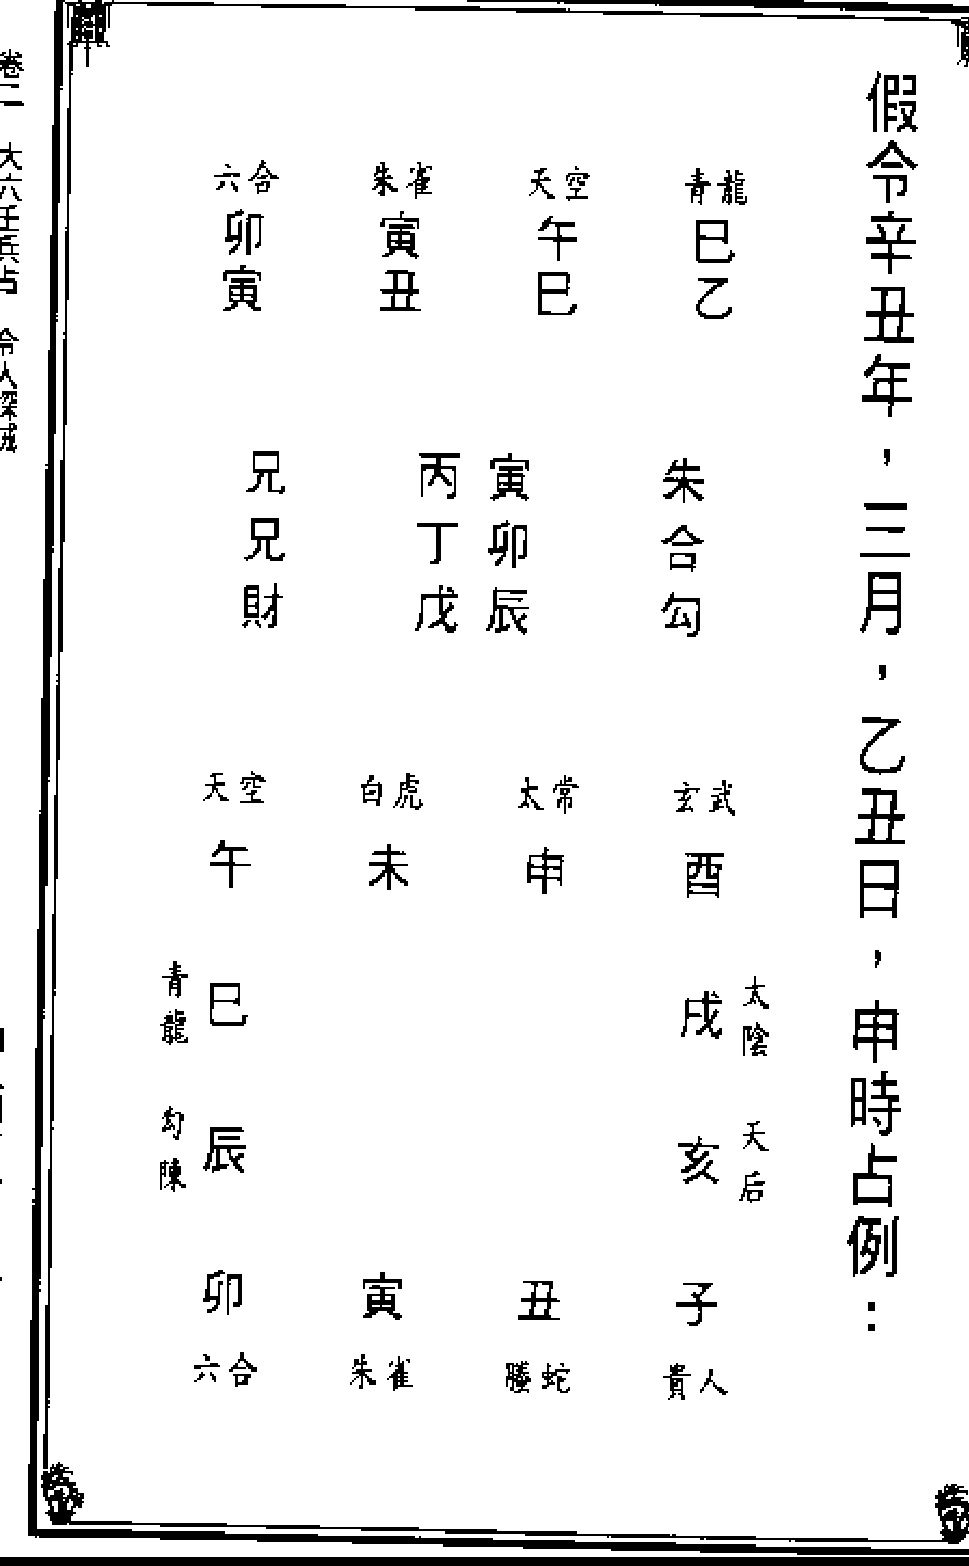 假令辛丑年，三月，乙丑日，申時占例：
青龍 天空 朱雀 六合
巳 午 寅 卯
乙 巳 丑 寅
朱 寅 丙 兄
合 卯 丁 兄
勾 辰 戊 財
玄武 太常 白虎 天空
酉 申 未 午
太陰 戌 巳 青龍
天后 亥 辰 勾陳
子 丑 寅 卯
貴人 螣蛇 朱雀 六合
卷二 大六壬兵占